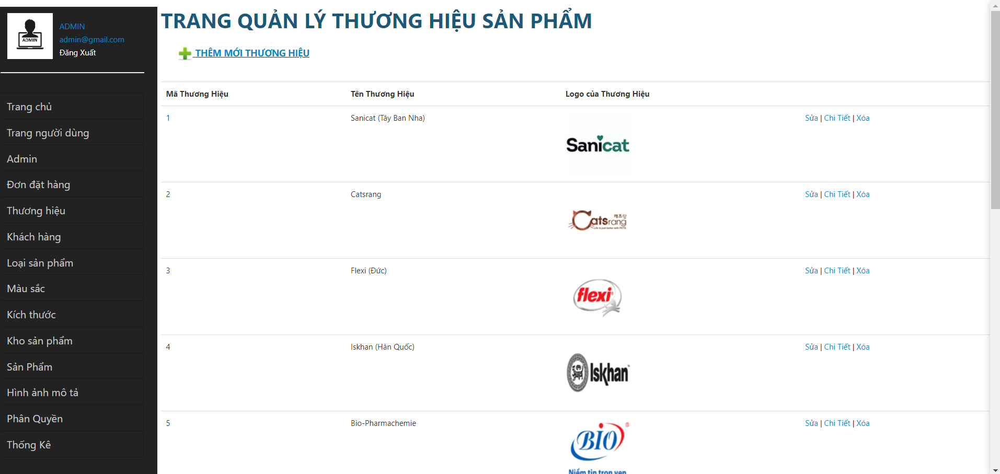 ADMIN
ADMIN
admin@gmail.com
Đăng Xuất
Trang chủ
Trang người dùng
Admin
Đơn đặt hàng
Thương hiệu
Khách hàng
Loại sản phẩm
Màu sắc
Kích thước
Kho sản phẩm
Sản Phẩm
Hình ảnh mô tả
Phân Quyền
Thống Kê
TRANG QUẢN LÝ THƯƠNG HIỆU SẢN PHẨM
THÊM MỚI THƯƠNG HIỆU
Mã Thương Hiệu Tên Thương Hiệu Logo của Thương Hiệu
1 Sanicat (Tây Ban Nha) Sửa | Chi Tiết | Xóa
Sanicat
2 Catsrang Sửa | Chi Tiết | Xóa
캐츠랑
Catsrang
Life is just better with PETS
3 Flexi (Đức) Sửa | Chi Tiết | Xóa
flexi
4 Iskhan (Hàn Quốc) Sửa | Chi Tiết | Xóa
Iskhan
5 Bio-Pharmachemie Sửa | Chi Tiết | Xóa
BIO®
Niềm tin trọn vẹn